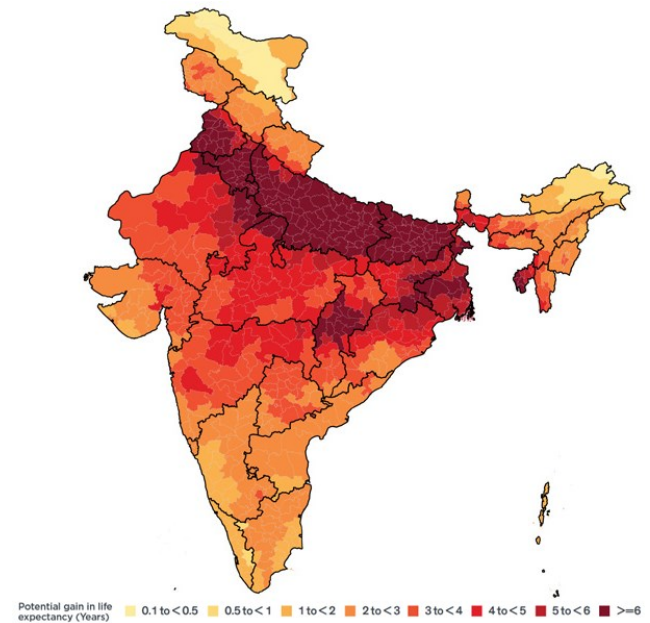 Potential gain in life
expectancy (Years)
0.1 to <0.5
0.5 to <1
1 to <2
2 to <3
3 to <4
4 to <5
5 to <6
>=6